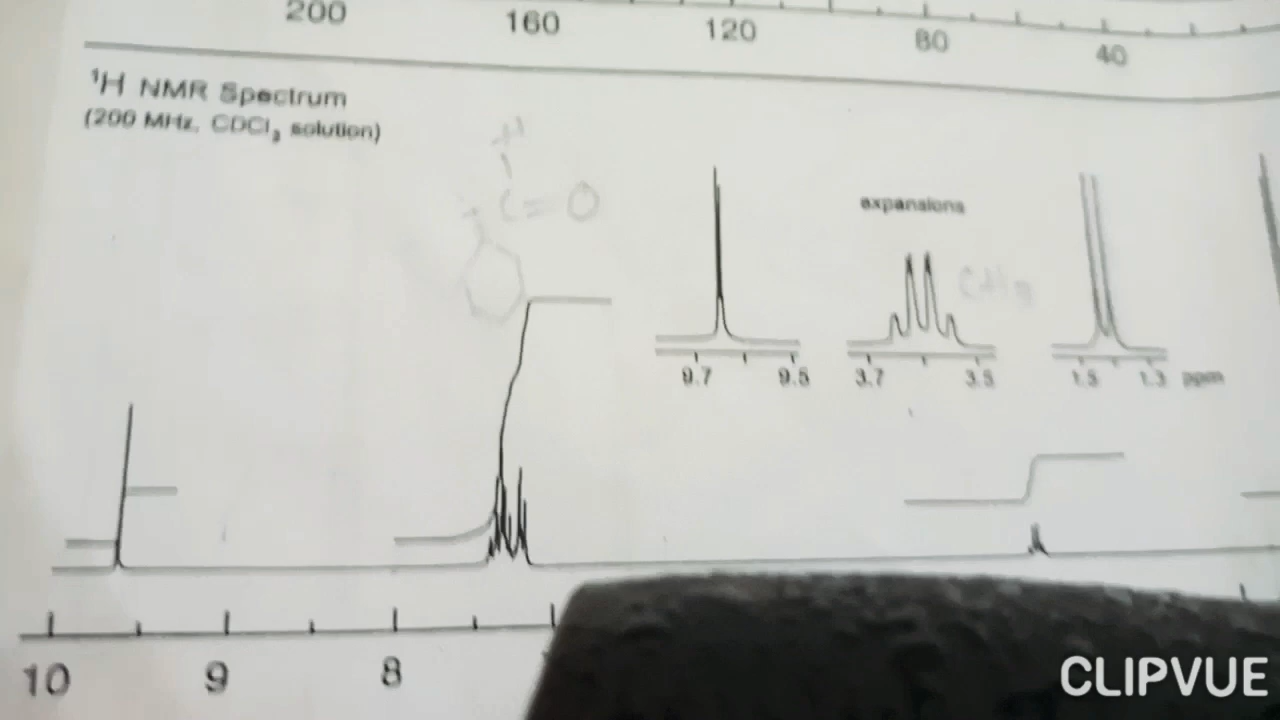 200 160 120 80 40
¹H NMR Spectrum
(200 MHz, CDCl₃ solution)
H
C=O
expansions
9.7 9.5 3.7 3.5 1.5 1.3 ppm
10 9 8
CLIPVUE